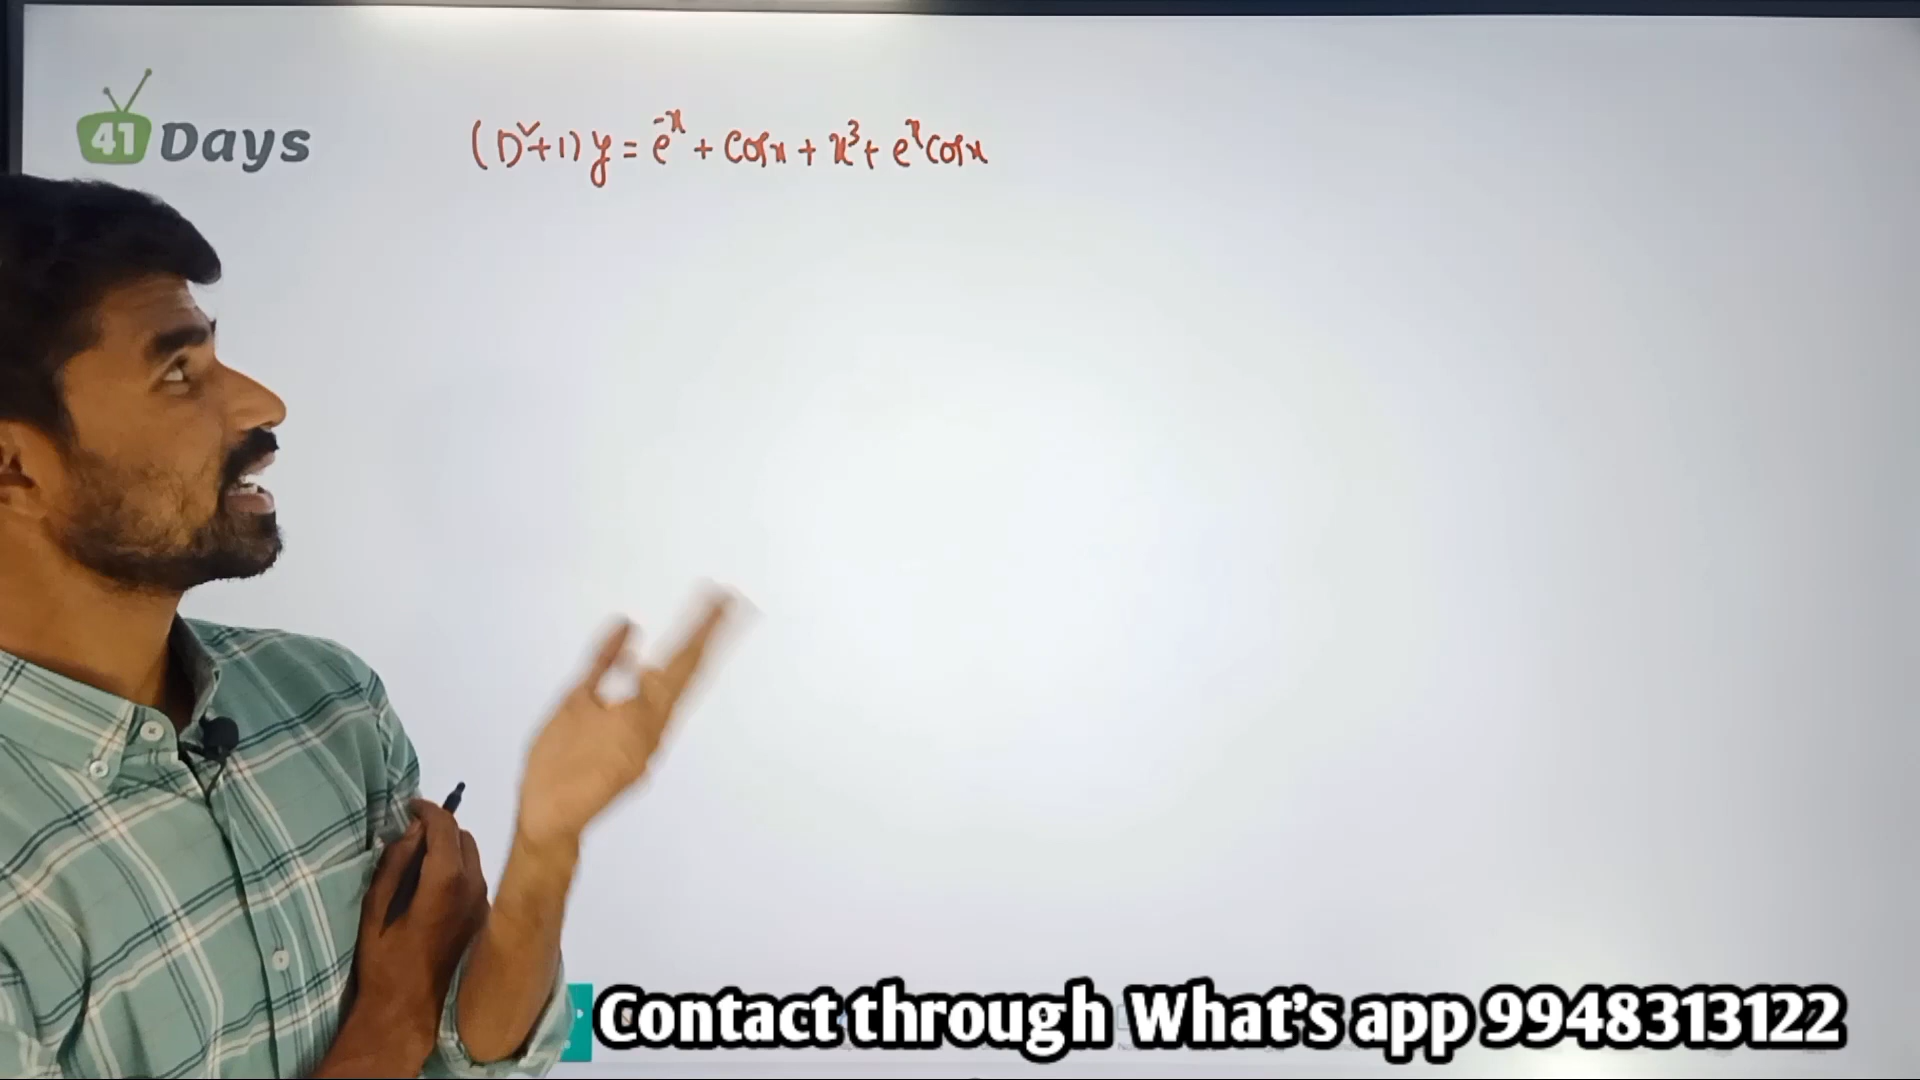 41 Days
(D²+1)y = e⁻ˣ + cosx + x³ + eˣcosx
Contact through What's app 9948313122